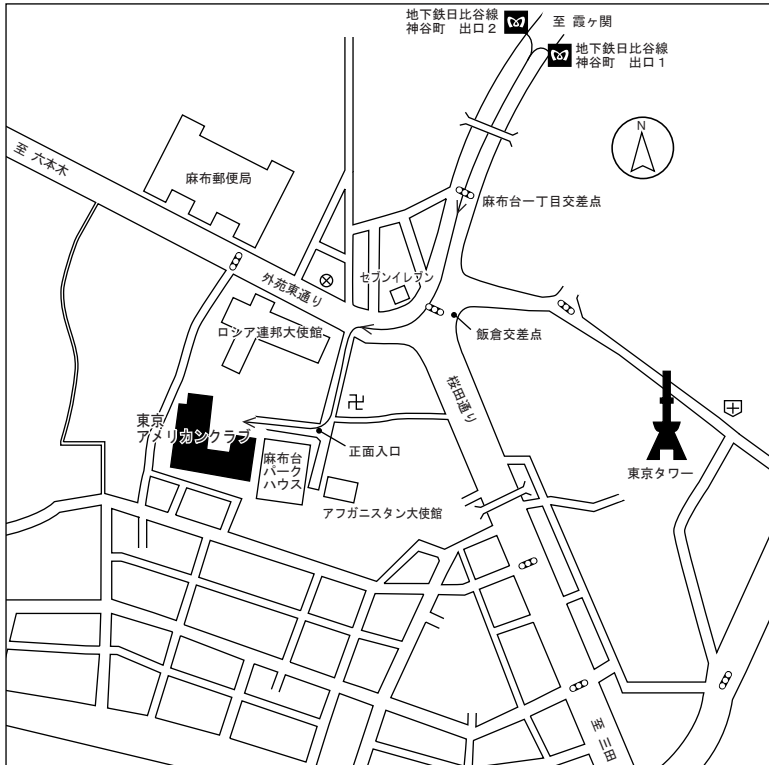 地下鉄日比谷線
神谷町 出口2
至 霞ヶ関
地下鉄日比谷線
神谷町 出口1
N
至 六本木
麻布郵便局
麻布台一丁目交差点
セブンイレブン
外苑東通り
ロシア連邦大使館
飯倉交差点
桜田通り
東京
アメリカンクラブ
麻布台
パーク
ハウス
正面入口
東京タワー
アフガニスタン大使館
至 三田